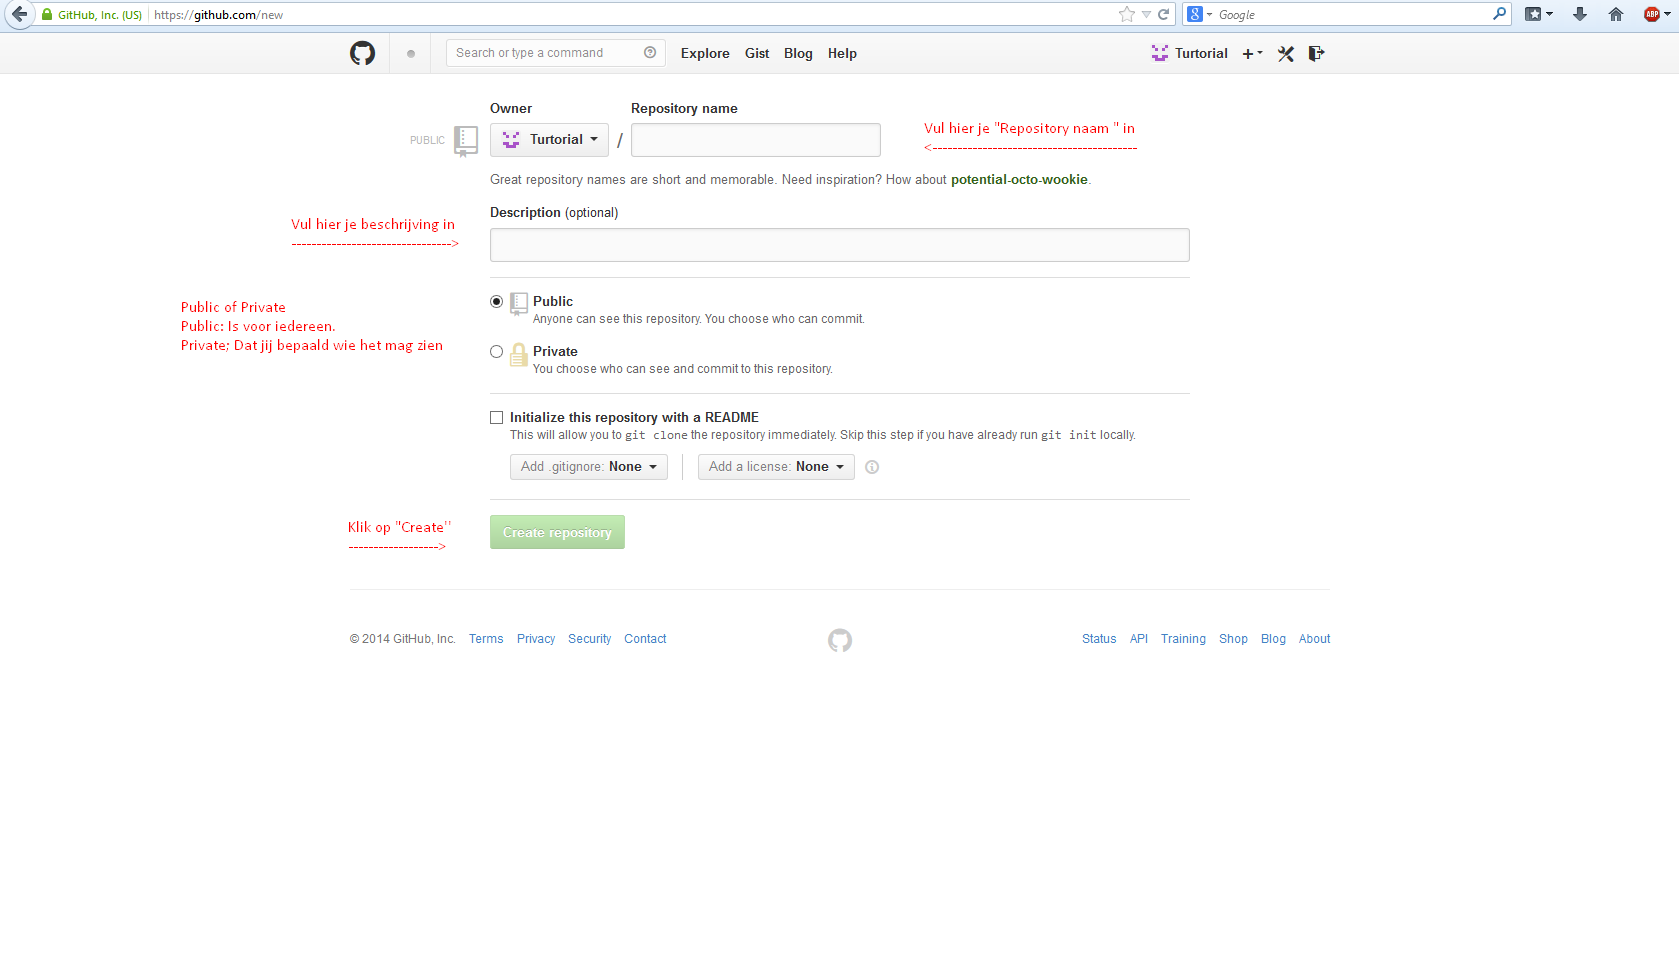 GitHub, Inc. (US) https://github.com/new Google ABP
Search or type a command Explore Gist Blog Help Turtorial
Owner Repository name
PUBLIC Turtorial / 
Vul hier je "Repository naam " in
<-----------------------------------------
Great repository names are short and memorable. Need inspiration? How about potential-octo-wookie.
Description (optional)
Vul hier je beschrijving in
-------------------------------->
Public of Private
Public: Is voor iedereen.
Private; Dat jij bepaald wie het mag zien
Public
Anyone can see this repository. You choose who can commit.
Private
You choose who can see and commit to this repository.
Initialize this repository with a README
This will allow you to git clone the repository immediately. Skip this step if you have already run git init locally.
Add .gitignore: None Add a license: None
Klik op "Create''
------------------>
Create repository
© 2014 GitHub, Inc. Terms Privacy Security Contact Status API Training Shop Blog About